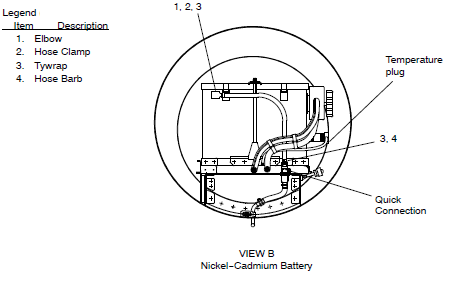 Legend
Item Description
1. Elbow
2. Hose Clamp
3. Tywrap
4. Hose Barb
1, 2, 3
Temperature
plug
3, 4
Quick
Connection
VIEW B
Nickel-Cadmium Battery